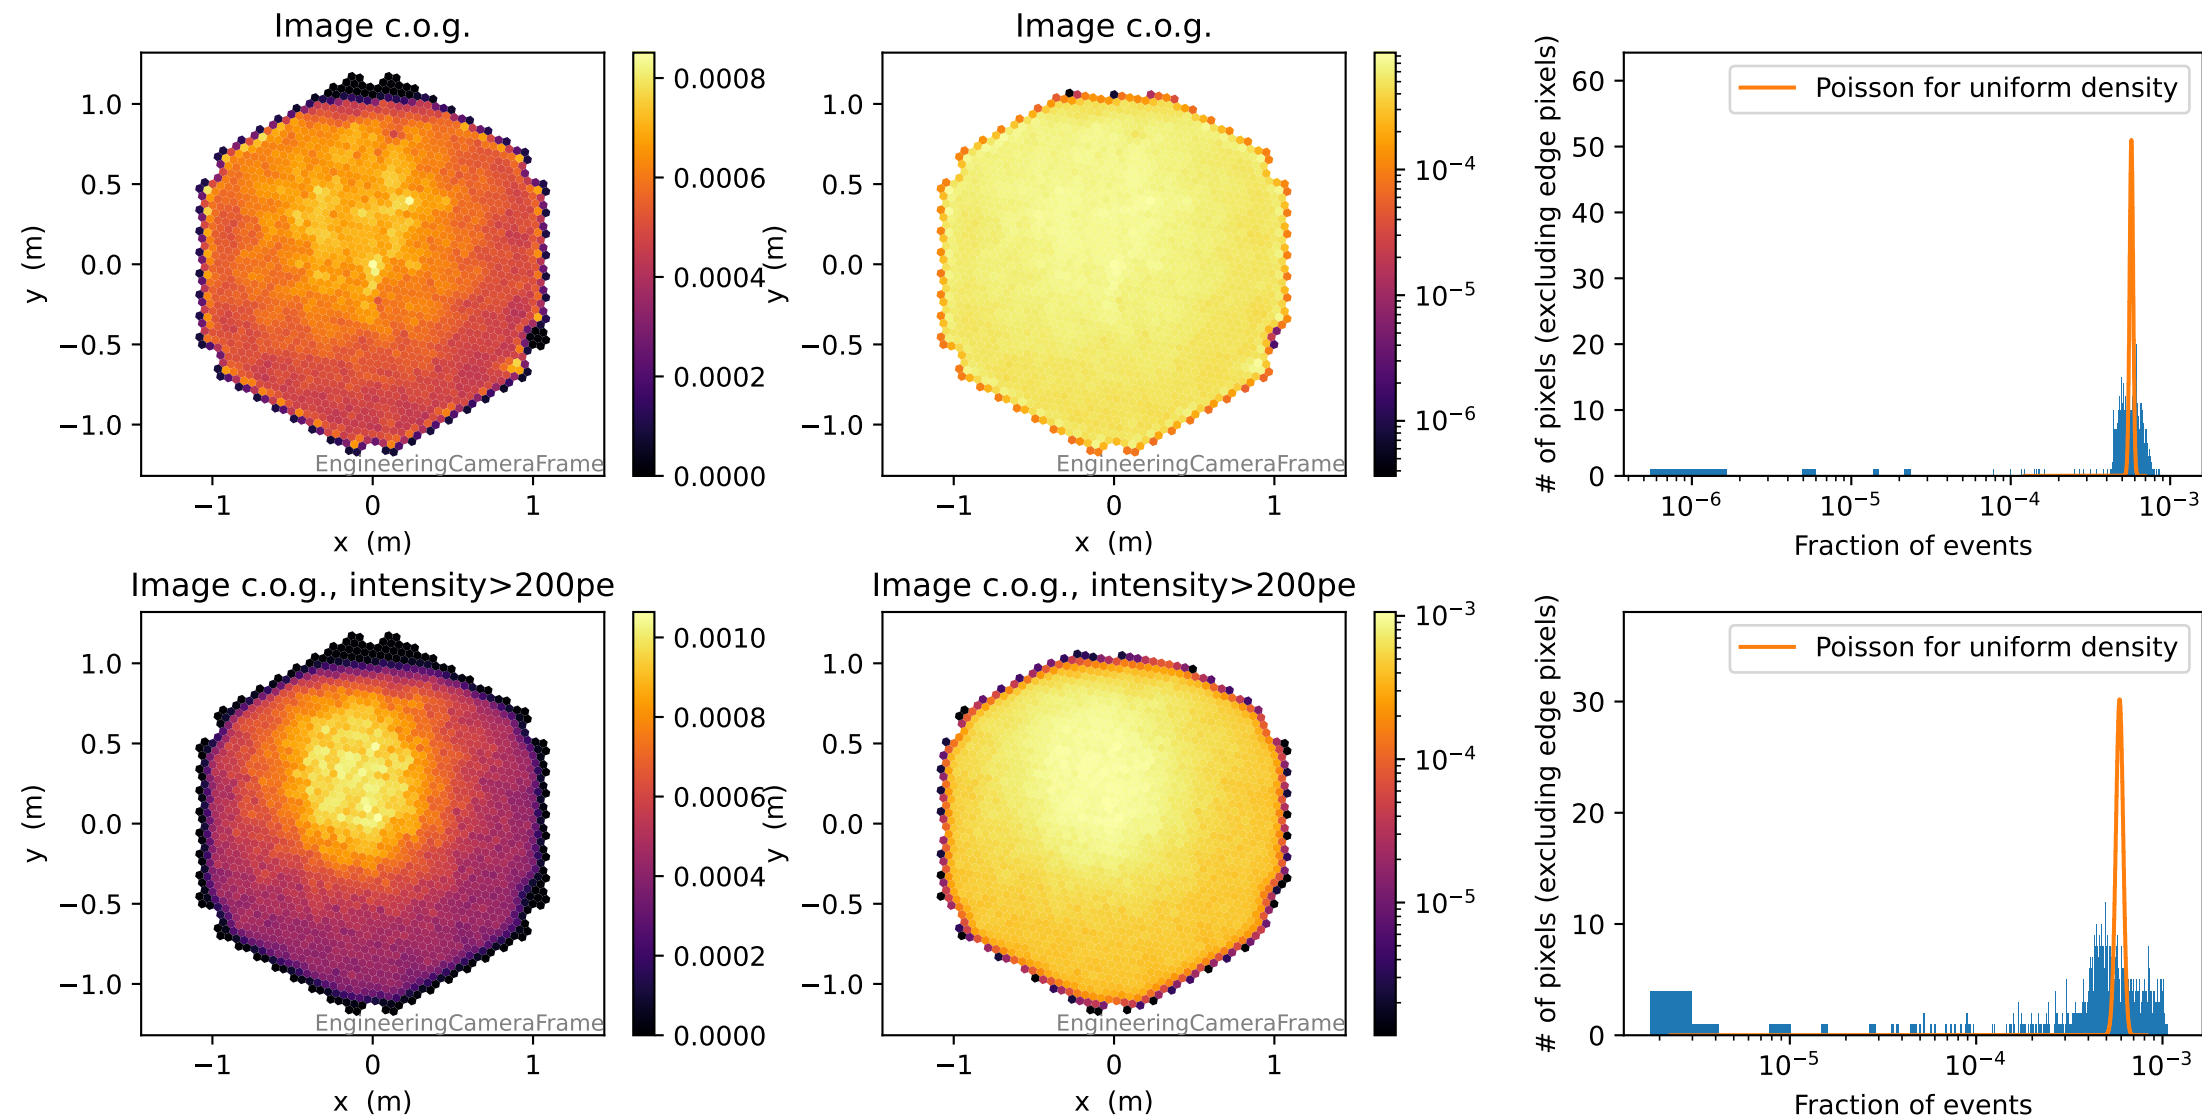 Image c.o.g.
1.0
0.5
0.0
−0.5
−1.0
y (m)
−1 0 1
x (m)
EngineeringCameraFrame
0.0008
0.0006
0.0004
0.0002
0.0000
Image c.o.g.
1.0
0.5
0.0
−0.5
−1.0
y (m)
−1 0 1
x (m)
EngineeringCameraFrame
10⁻⁴
10⁻⁵
10⁻⁶
Poisson for uniform density
60
50
40
30
20
10
0
# of pixels (excluding edge pixels)
10⁻⁶ 10⁻⁵ 10⁻⁴ 10⁻³
Fraction of events
Image c.o.g., intensity>200pe
1.0
0.5
0.0
−0.5
−1.0
y (m)
−1 0 1
x (m)
EngineeringCameraFrame
0.0010
0.0008
0.0006
0.0004
0.0002
0.0000
Image c.o.g., intensity>200pe
1.0
0.5
0.0
−0.5
−1.0
y (m)
−1 0 1
x (m)
EngineeringCameraFrame
10⁻³
10⁻⁴
10⁻⁵
Poisson for uniform density
30
20
10
0
# of pixels (excluding edge pixels)
10⁻⁵ 10⁻⁴ 10⁻³
Fraction of events